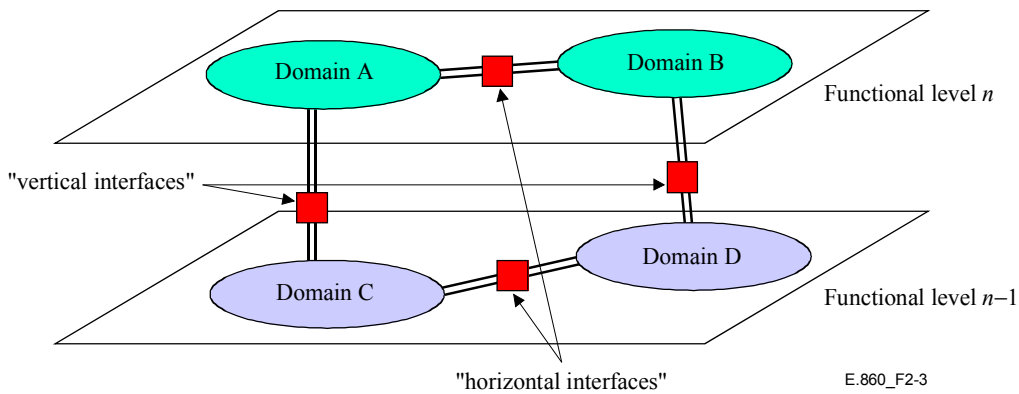 Domain A
Domain B
Functional level n
"vertical interfaces"
Domain D
Domain C
Functional level n–1
"horizontal interfaces"
E.860_F2-3